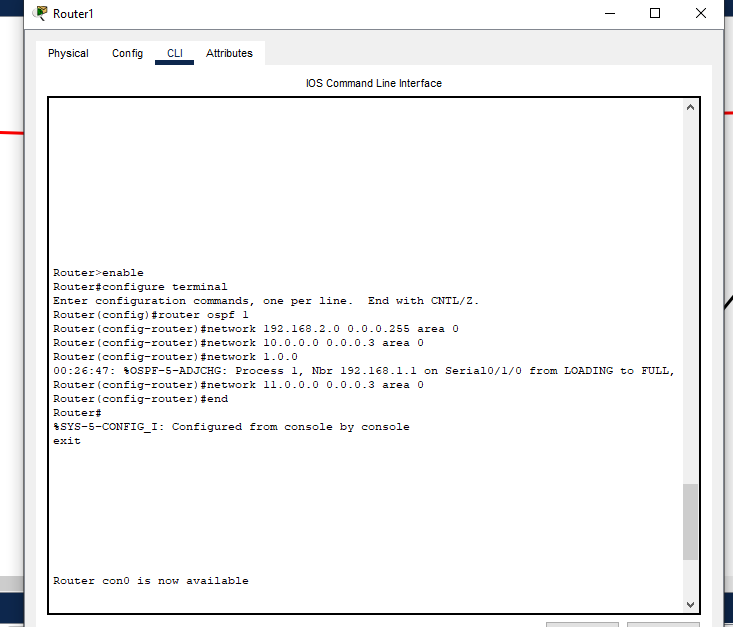 Router1
Physical Config CLI Attributes
IOS Command Line Interface
Router>enable
Router#configure terminal
Enter configuration commands, one per line.  End with CNTL/Z.
Router(config)#router ospf 1
Router(config-router)#network 192.168.2.0 0.0.0.255 area 0
Router(config-router)#network 10.0.0.0 0.0.0.3 area 0
Router(config-router)#network 1.0.0
00:26:47: %OSPF-5-ADJCHG: Process 1, Nbr 192.168.1.1 on Serial0/1/0 from LOADING to FULL,
Router(config-router)#network 11.0.0.0 0.0.0.3 area 0
Router(config-router)#end
Router#
%SYS-5-CONFIG_I: Configured from console by console
exit
Router con0 is now available